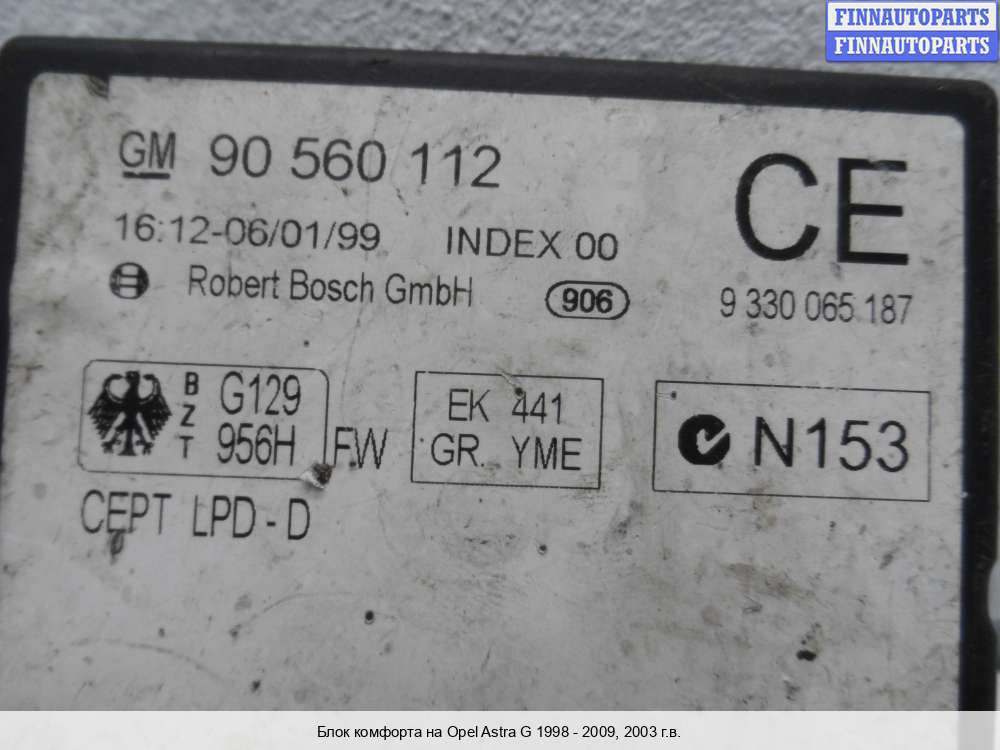 FINNAUTOPARTS
FINNAUTOPARTS
GM 90 560 112
CE
16:12-06/01/99 INDEX 00
Robert Bosch GmbH 906
9 330 065 187
BZT G129
956H FW
EK 441
GR. YME
N153
CEPT LPD - D
Блок комфорта на Opel Astra G 1998 - 2009, 2003 г.в.